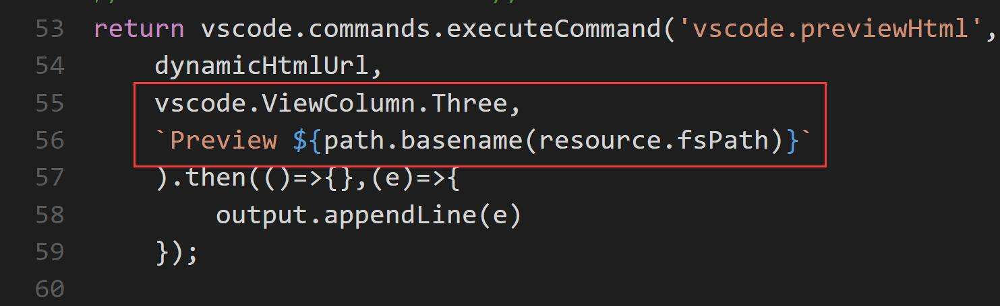 53 return vscode.commands.executeCommand('vscode.previewHtml',
54 dynamicHtmlUrl,
55 vscode.ViewColumn.Three,
56 `Preview ${path.basename(resource.fsPath)}`
57 ).then(()=>{},(e)=>{
58 output.appendLine(e)
59 });
60